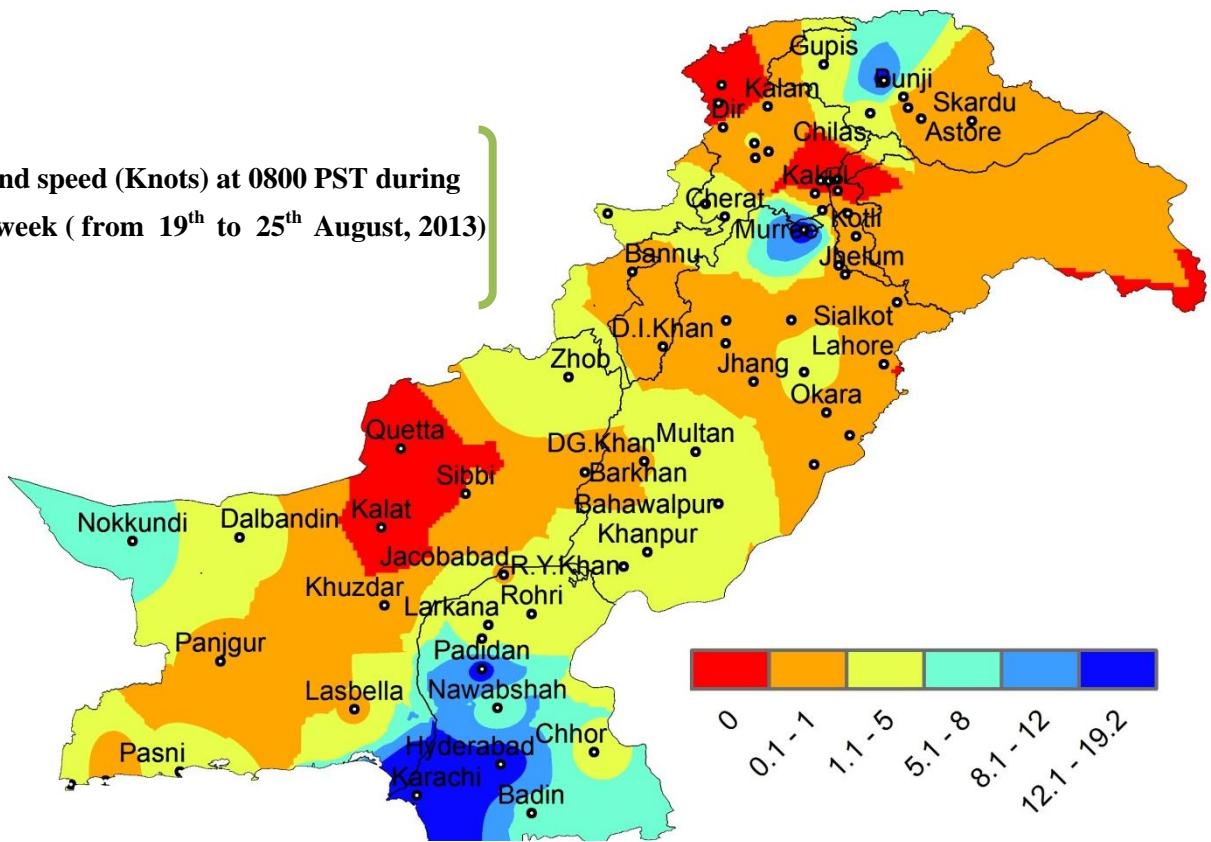 nd speed (Knots) at 0800 PST during
week ( from 19th to 25th August, 2013)
Gupis
Bunji
Kalam
Skardu
Dir
Chilas
Astore
Kakul
Cherat
Kotli
Murree
Bannu
Jhelum
D.I.Khan
Sialkot
Lahore
Zhob
Jhang
Okara
Quetta
DG.Khan
Multan
Sibbi
Barkhan
Bahawalpur
Kalat
Nokkundi
Dalbandin
Khanpur
Jacobabad
R.Y.Khan
Khuzdar
Larkana
Rohri
Panjgur
Padidan
Lasbella
Nawabshah
Pasni
Hyderabad
Chhor
Karachi
Badin
0
0.1 - 1
1.1 - 5
5.1 - 8
8.1 - 12
12.1 - 19.2